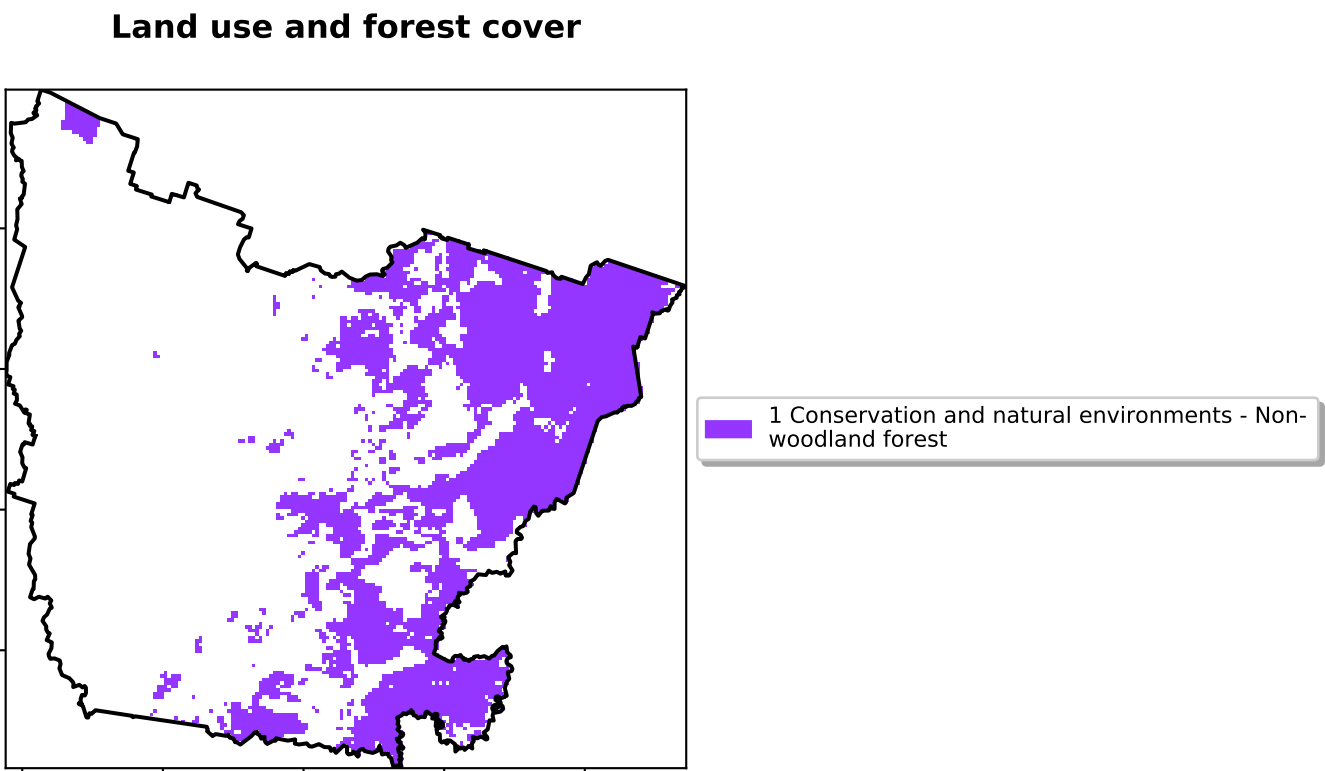 Land use and forest cover
1 Conservation and natural environments - Non-
woodland forest